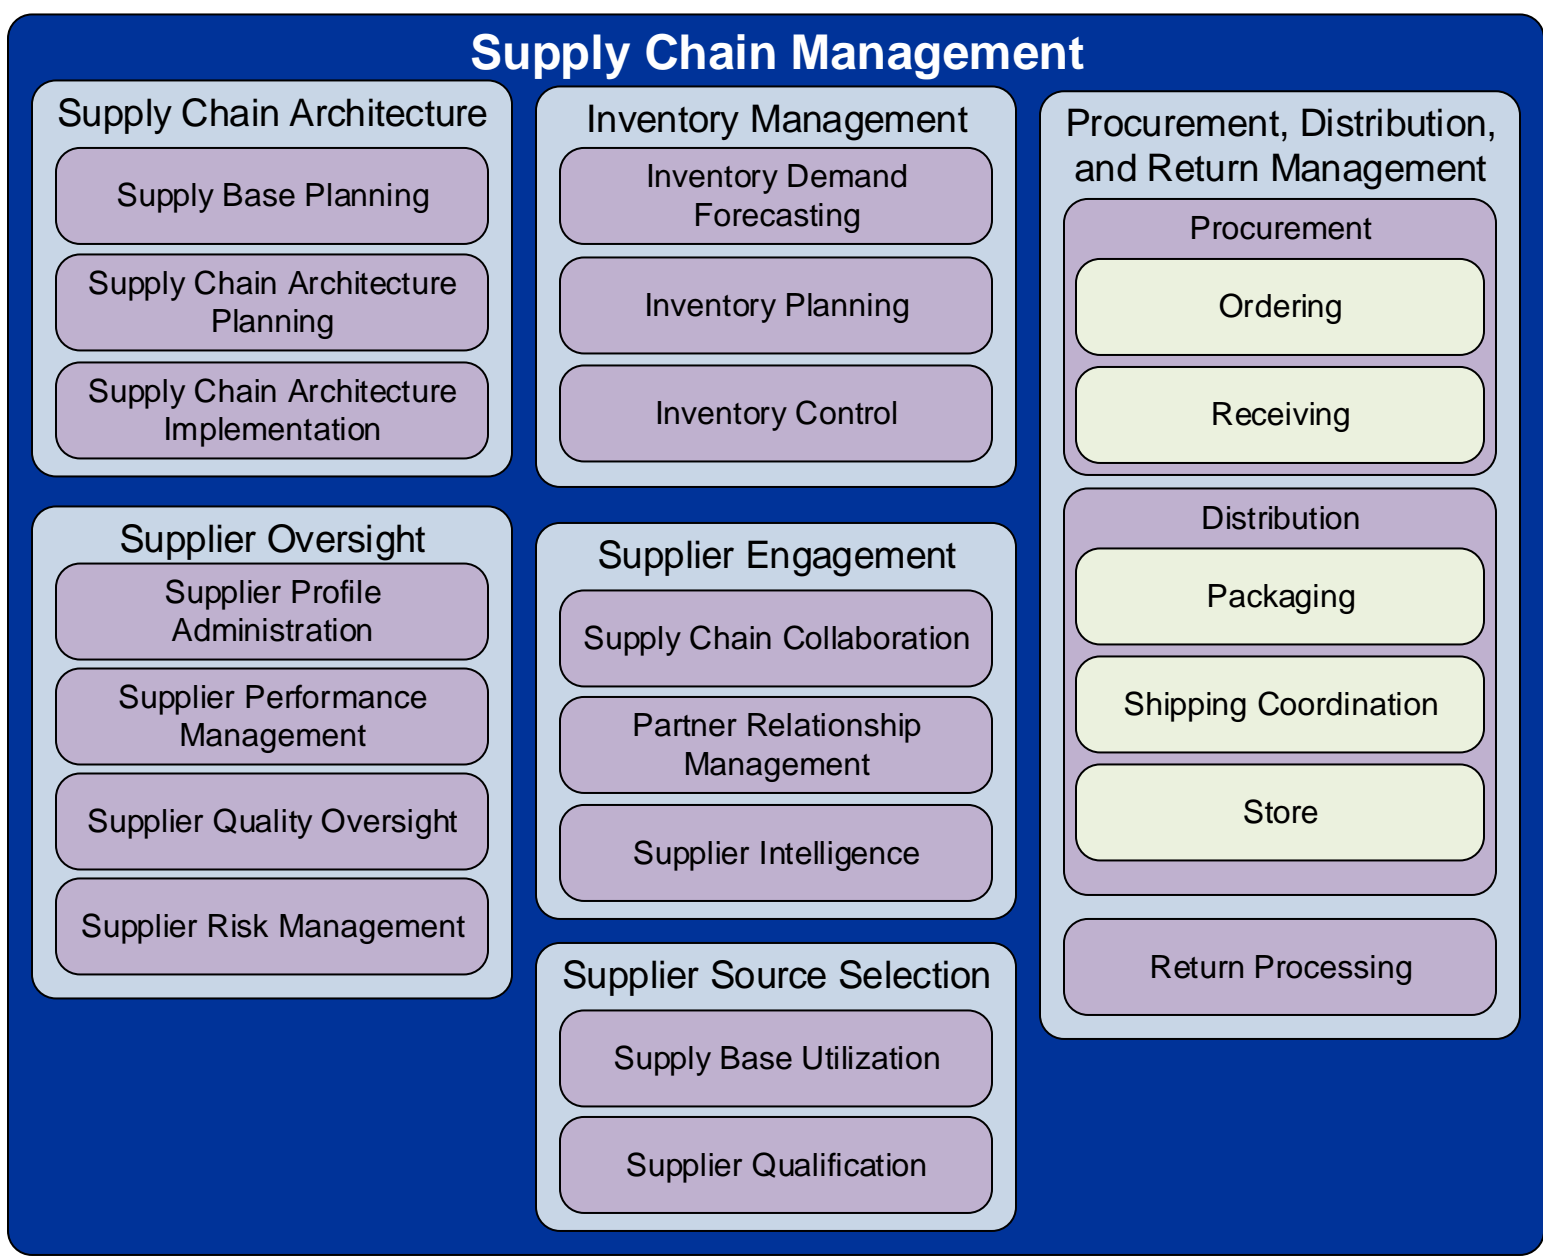 Supply Chain Management
Supply Chain Architecture
Supply Base Planning
Supply Chain Architecture
Planning
Supply Chain Architecture
Implementation
Supplier Oversight
Supplier Profile
Administration
Supplier Performance
Management
Supplier Quality Oversight
Supplier Risk Management
Inventory Management
Inventory Demand
Forecasting
Inventory Planning
Inventory Control
Supplier Engagement
Supply Chain Collaboration
Partner Relationship
Management
Supplier Intelligence
Supplier Source Selection
Supply Base Utilization
Supplier Qualification
Procurement, Distribution,
and Return Management
Procurement
Ordering
Receiving
Distribution
Packaging
Shipping Coordination
Store
Return Processing